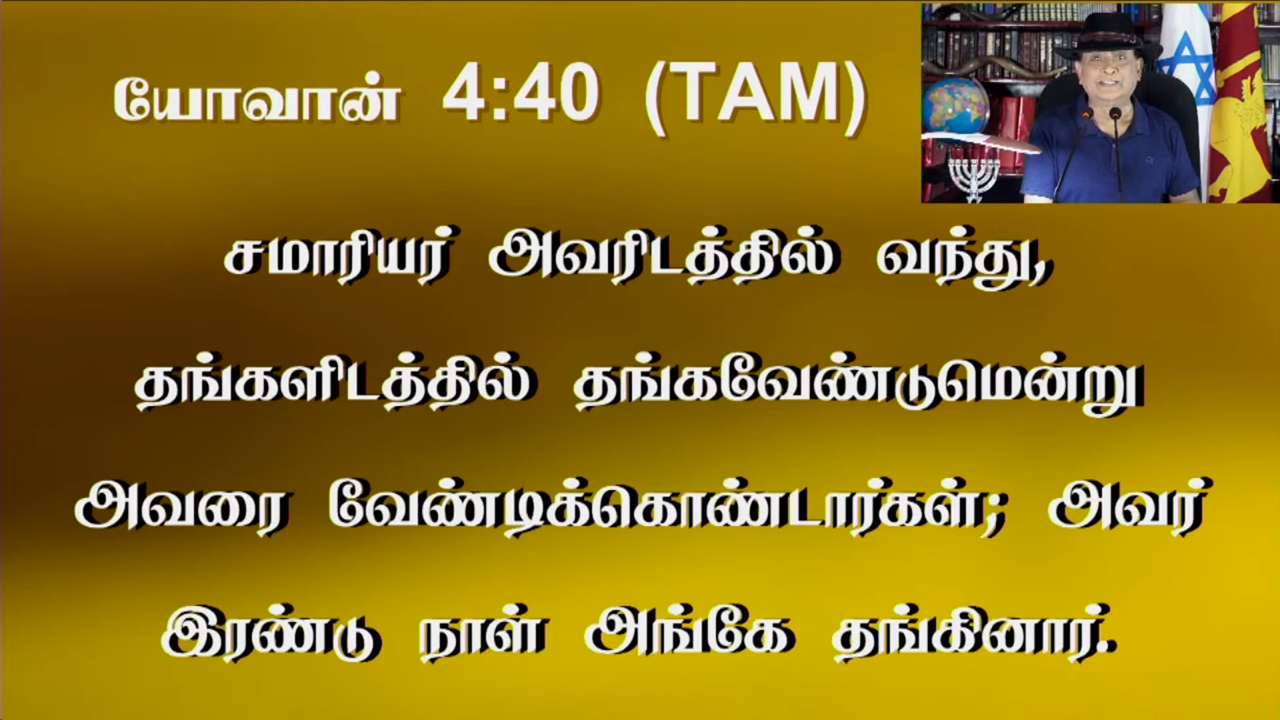 யோவான் 4:40 (TAM)
சமாரியர் அவரிடத்தில் வந்து,
தங்களிடத்தில் தங்கவேண்டுமென்று
அவரை வேண்டிக்கொண்டார்கள்; அவர்
இரண்டு நாள் அங்கே தங்கினார்.